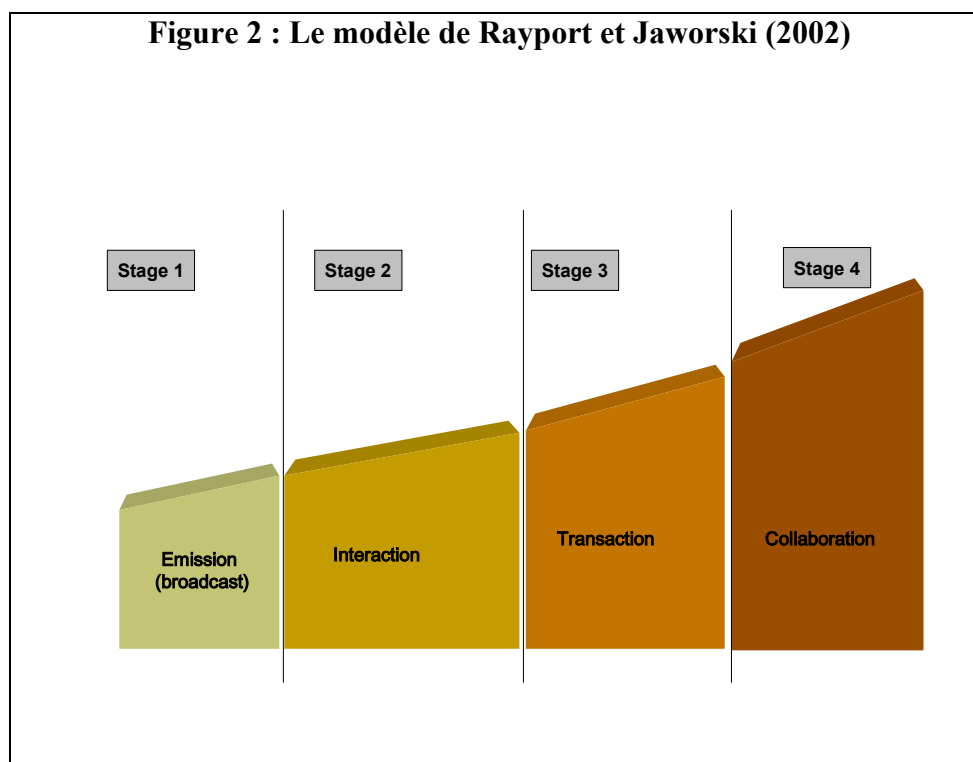 Figure 2 : Le modèle de Rayport et Jaworski (2002)
Stage 1
Stage 2
Stage 3
Stage 4
Emission
(broadcast)
Interaction
Transaction
Collaboration